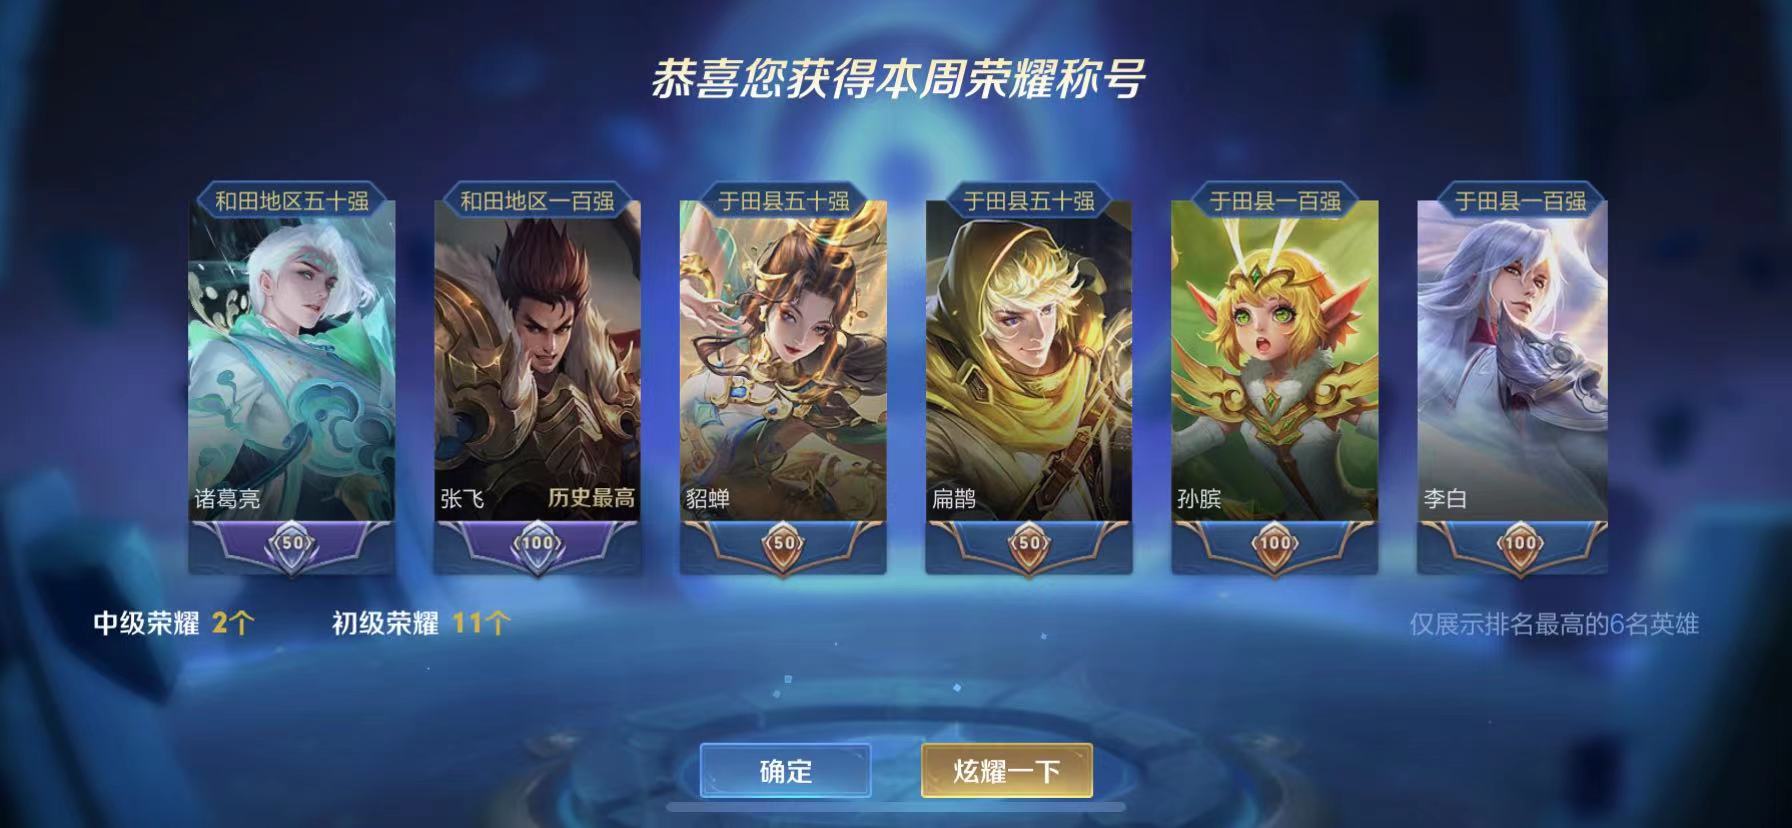 恭喜您获得本周荣耀称号
和田地区五十强
和田地区一百强
于田县五十强
于田县五十强
于田县一百强
于田县一百强
诸葛亮
张飞
历史最高
貂蝉
扁鹊
孙膑
李白
50
100
50
50
100
100
中级荣耀 2个
初级荣耀 11个
仅展示排名最高的6名英雄
确定
炫耀一下